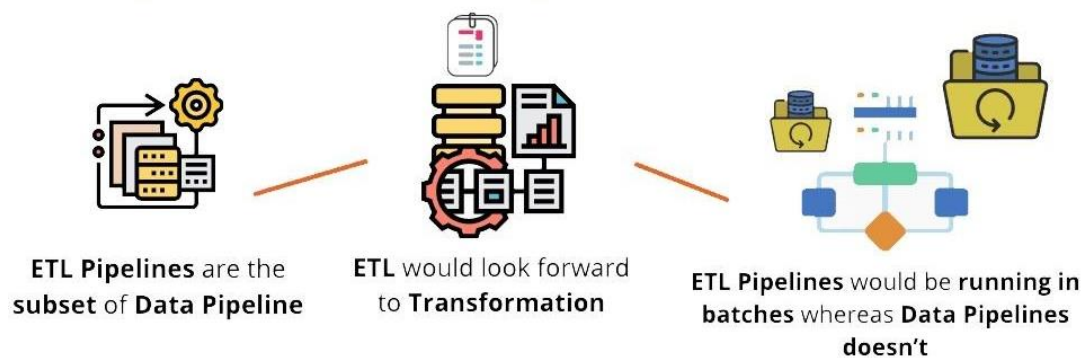 ETL Pipelines are the
subset of Data Pipeline
ETL would look forward
to Transformation
ETL Pipelines would be running in
batches whereas Data Pipelines
doesn't